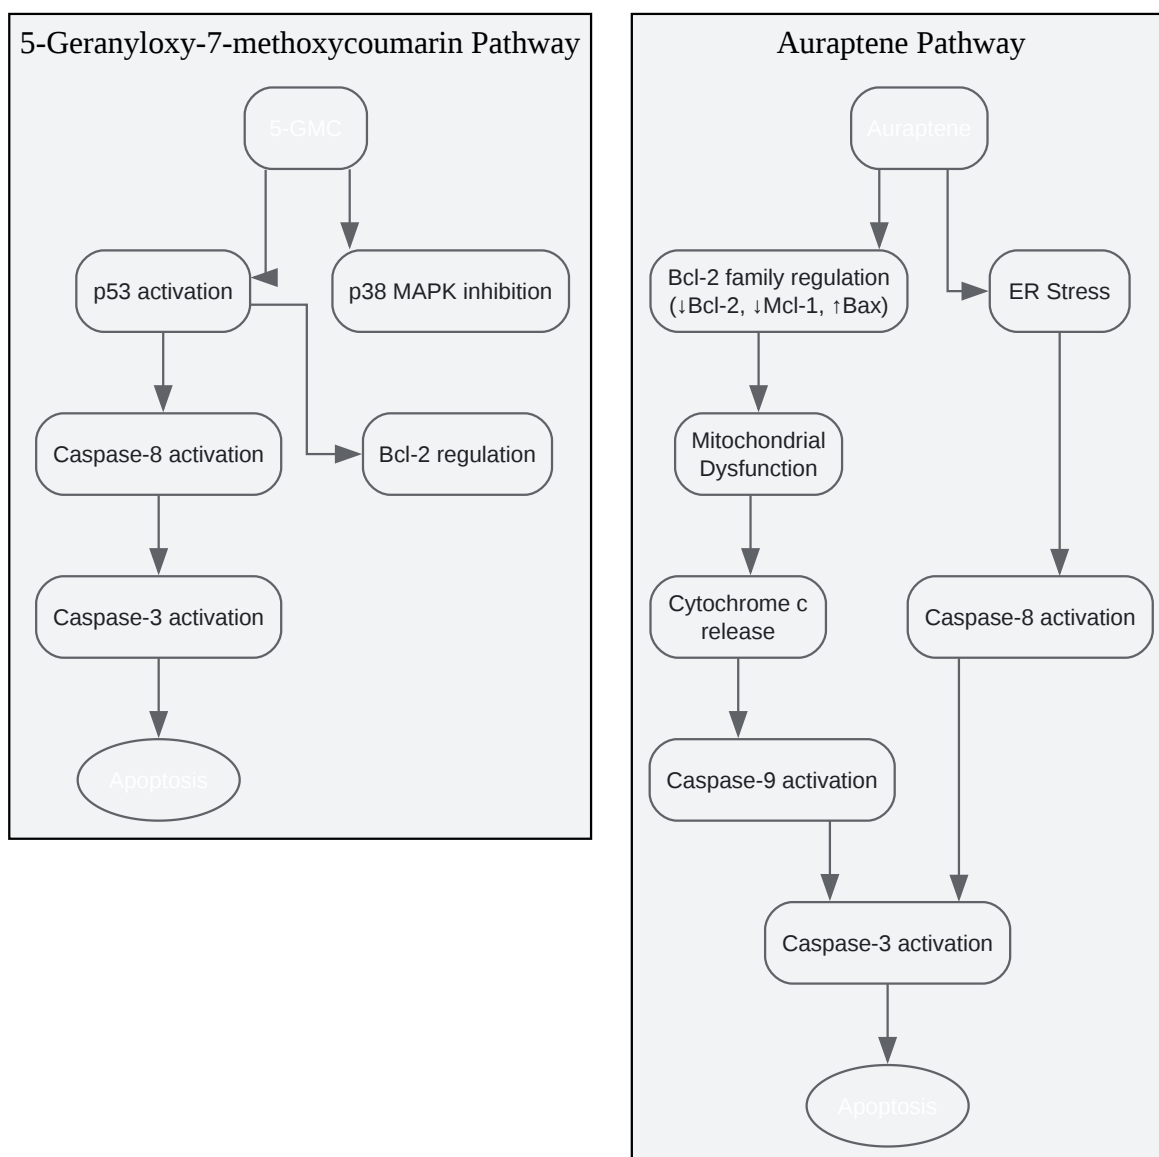 5-Geranyloxy-7-methoxycoumarin Pathway
5-GMC
p53 activation
p38 MAPK inhibition
Caspase-8 activation
Bcl-2 regulation
Caspase-3 activation
Apoptosis
Auraptene Pathway
Auraptene
Bcl-2 family regulation
(↓Bcl-2, ↓Mcl-1, ↑Bax)
ER Stress
Mitochondrial
Dysfunction
Cytochrome c
release
Caspase-8 activation
Caspase-9 activation
Caspase-3 activation
Apoptosis